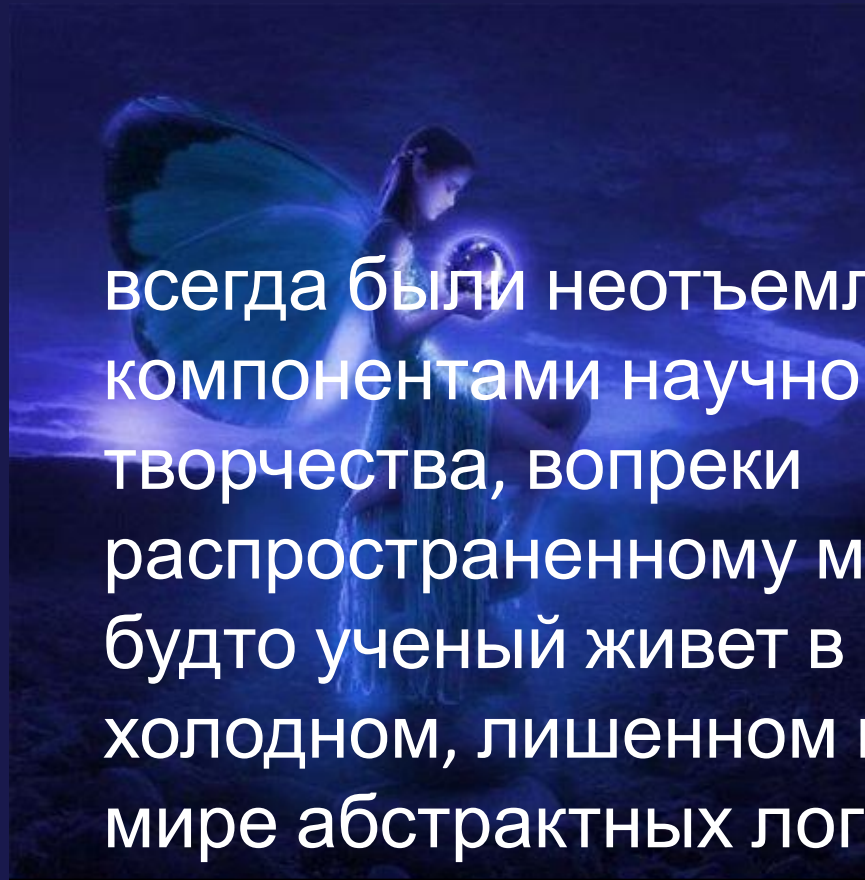 всегда были неотъемл
компонентами научно
творчества, вопреки
распространенному м
будто ученый живет в
холодном, лишенном
мире абстрактных лог